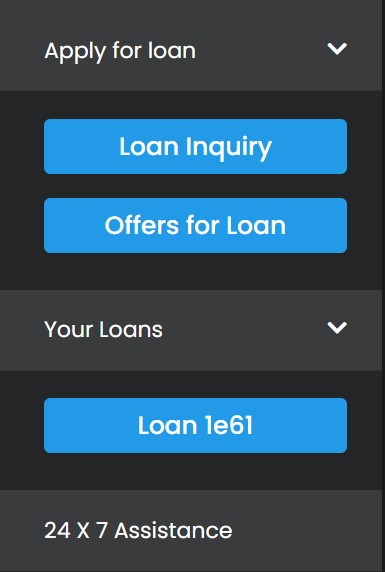 Apply for loan
Loan Inquiry
Offers for Loan
Your Loans
Loan 1e61
24 X 7 Assistance